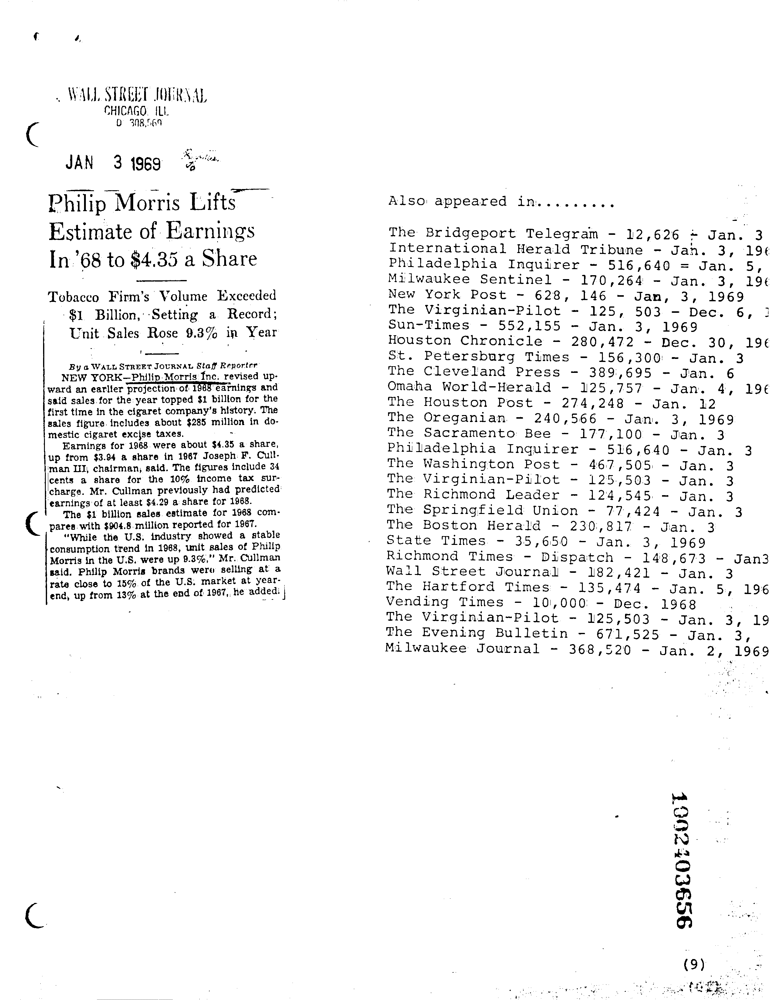 WALL STREET JOURNAL
CHICAGO, ILL.
D 308,560
JAN 3 1969
Philip Morris Lifts
Estimate of Earnings
In '68 to $4.35 a Share
Tobacco Firm's Volume Exceeded
$1 Billion, Setting a Record;
Unit Sales Rose 9.3% in Year
By a WALL STREET JOURNAL Staff Reporter
NEW YORK—Philip Morris Inc. revised up-
ward an earlier projection of 1968 earnings and
said sales for the year topped $1 billion for the
first time in the cigaret company's history. The
sales figure includes about $285 million in do-
mestic cigaret excise taxes.
Earnings for 1968 were about $4.35 a share,
up from $3.94 a share in 1967 Joseph F. Cull-
man III, chairman, said. The figures include 34
cents a share for the 10% income tax sur-
charge. Mr. Cullman previously had predicted
earnings of at least $4.29 a share for 1968.
The $1 billion sales estimate for 1968 com-
pares with $904.8 million reported for 1967.
"While the U.S. industry showed a stable
consumption trend in 1968, unit sales of Philip
Morris in the U.S. were up 9.3%," Mr. Cullman
said. Philip Morris brands were selling at a
rate close to 15% of the U.S. market at year-
end, up from 13% at the end of 1967, he added.
Also appeared in.........
The Bridgeport Telegram - 12,626 - Jan. 3
International Herald Tribune - Jan. 3, 196
Philadelphia Inquirer - 516,640 = Jan. 5,
Milwaukee Sentinel - 170,264 - Jan. 3, 196
New York Post - 628, 146 - Jan, 3, 1969
The Virginian-Pilot - 125, 503 - Dec. 6, 1
Sun-Times - 552,155 - Jan. 3, 1969
Houston Chronicle - 280,472 - Dec. 30, 196
St. Petersburg Times - 156,300 - Jan. 3
The Cleveland Press - 389,695 - Jan. 6
Omaha World-Herald - 125,757 - Jan. 4, 196
The Houston Post - 274,248 - Jan. 12
The Oreganian - 240,566 - Jan. 3, 1969
The Sacramento Bee - 177,100 - Jan. 3
Philadelphia Inquirer - 516,640 - Jan. 3
The Washington Post - 467,505 - Jan. 3
The Virginian-Pilot - 125,503 - Jan. 3
The Richmond Leader - 124,545 - Jan. 3
The Springfield Union - 77,424 - Jan. 3
The Boston Herald - 230,817 - Jan. 3
State Times - 35,650 - Jan. 3, 1969
Richmond Times - Dispatch - 148,673 - Jan3
Wall Street Journal - 182,421 - Jan. 3
The Hartford Times - 135,474 - Jan. 5, 196
Vending Times - 10,000 - Dec. 1968
The Virginian-Pilot - 125,503 - Jan. 3, 19
The Evening Bulletin - 671,525 - Jan. 3,
Milwaukee Journal - 368,520 - Jan. 2, 1969
1002403656
(9)